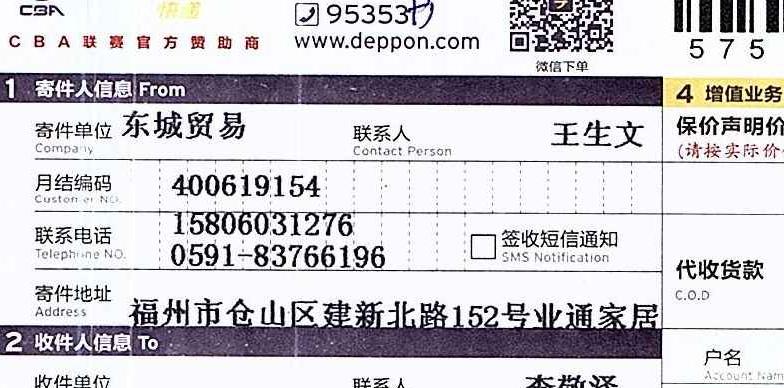 CBA 快递 95353
CBA联赛官方赞助商 www.deppon.com
微信下单
575
1 寄件人信息 From
4 增值业务
寄件单位 东城贸易 联系人 王生文
Company Contact Person
保价声明价
(请按实际价
月结编码 400619154
Customer NO.
联系电话 15806031276
Telephone NO. 0591-83766196
签收短信通知
SMS Notification
代收货款
C.O.D
寄件地址 福州市仓山区建新北路152号业通家居
Address
2 收件人信息 To
户名
Account Nam
收件单位 联系人 李敬泽